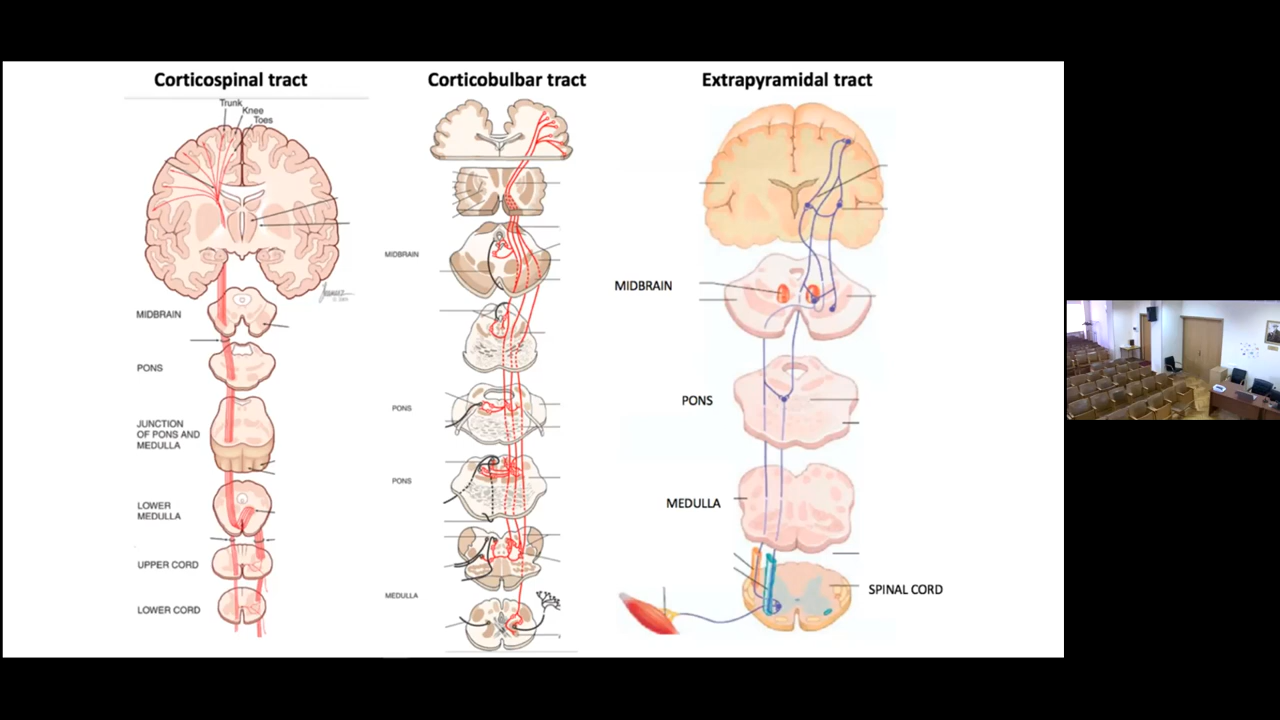 Corticospinal tract
Trunk
Knee
Toes
MIDBRAIN
PONS
JUNCTION
OF PONS AND
MEDULLA
LOWER
MEDULLA
UPPER CORD
LOWER CORD
Corticobulbar tract
MIDBRAIN
PONS
PONS
MEDULLA
Extrapyramidal tract
MIDBRAIN
PONS
MEDULLA
SPINAL CORD